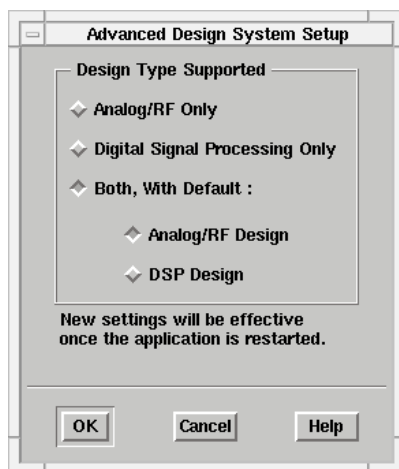 Advanced Design System Setup
Design Type Supported
Analog/RF Only
Digital Signal Processing Only
Both, With Default :
Analog/RF Design
DSP Design
New settings will be effective
once the application is restarted.
OK Cancel Help